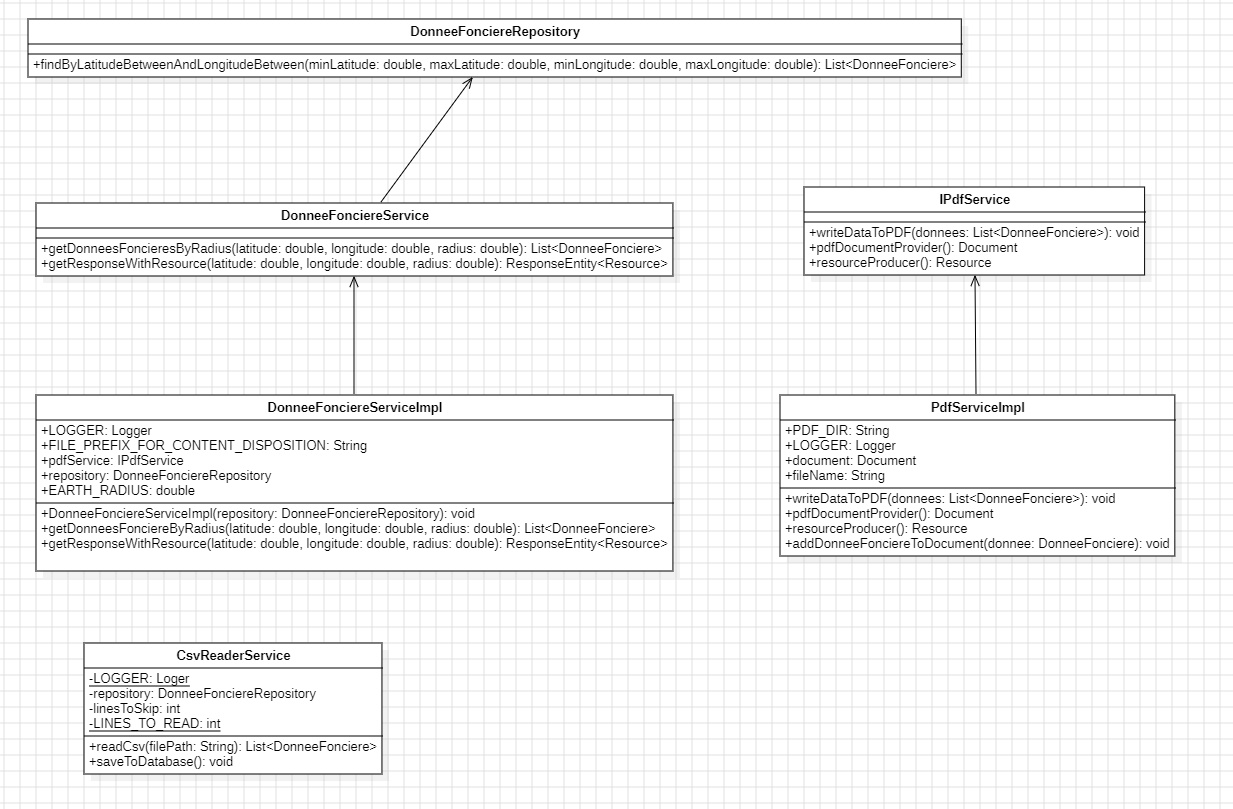 DonneeFonciereRepository
+findByLatitudeBetweenAndLongitudeBetween(minLatitude: double, maxLatitude: double, minLongitude: double, maxLongitude: double): List<DonneeFonciere>
DonneeFonciereService
+getDonneesFoncieresByRadius(latitude: double, longitude: double, radius: double): List<DonneeFonciere>
+getResponseWithResource(latitude: double, longitude: double, radius: double): ResponseEntity<Resource>
IPdfService
+writeDataToPDF(donnees: List<DonneeFonciere>): void
+pdfDocumentProvider(): Document
+resourceProducer(): Resource
DonneeFonciereServiceImpl
+LOGGER: Logger
+FILE_PREFIX_FOR_CONTENT_DISPOSITION: String
+pdfService: IPdfService
+repository: DonneeFonciereRepository
+EARTH_RADIUS: double
+DonneeFonciereServiceImpl(repository: DonneeFonciereRepository): void
+getDonneesFonciereByRadius(latitude: double, longitude: double, radius: double): List<DonneeFonciere>
+getResponseWithResource(latitude: double, longitude: double, radius: double): ResponseEntity<Resource>
PdfServiceImpl
+PDF_DIR: String
+LOGGER: Logger
+document: Document
+fileName: String
+writeDataToPDF(donnees: List<DonneeFonciere>): void
+pdfDocumentProvider(): Document
+resourceProducer(): Resource
+addDonneeFonciereToDocument(donnee: DonneeFonciere): void
CsvReaderService
-LOGGER: Loger
-repository: DonneeFonciereRepository
-linesToSkip: int
-LINES_TO_READ: int
+readCsv(filePath: String): List<DonneeFonciere>
+saveToDatabase(): void